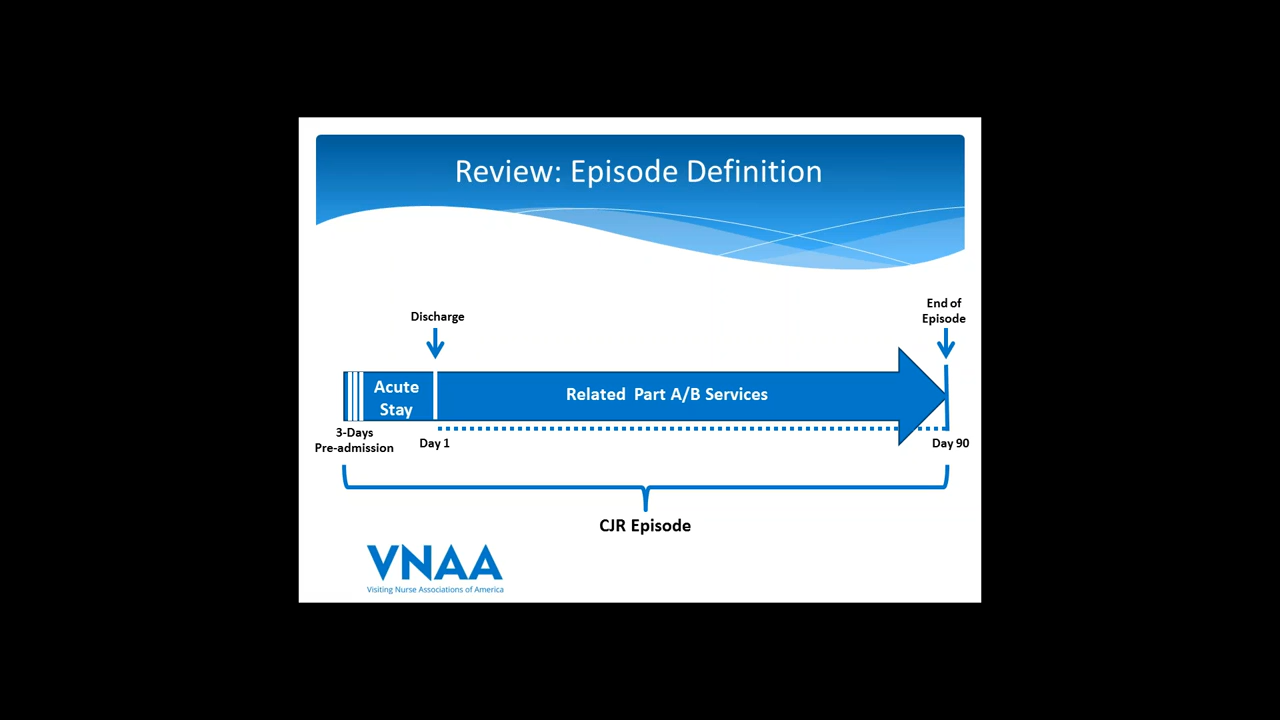 Review: Episode Definition
End of
Episode
Discharge
Acute
Stay
Related Part A/B Services
3-Days
Pre-admission
Day 1
Day 90
CJR Episode
VNAA
Visiting Nurse Associations of America